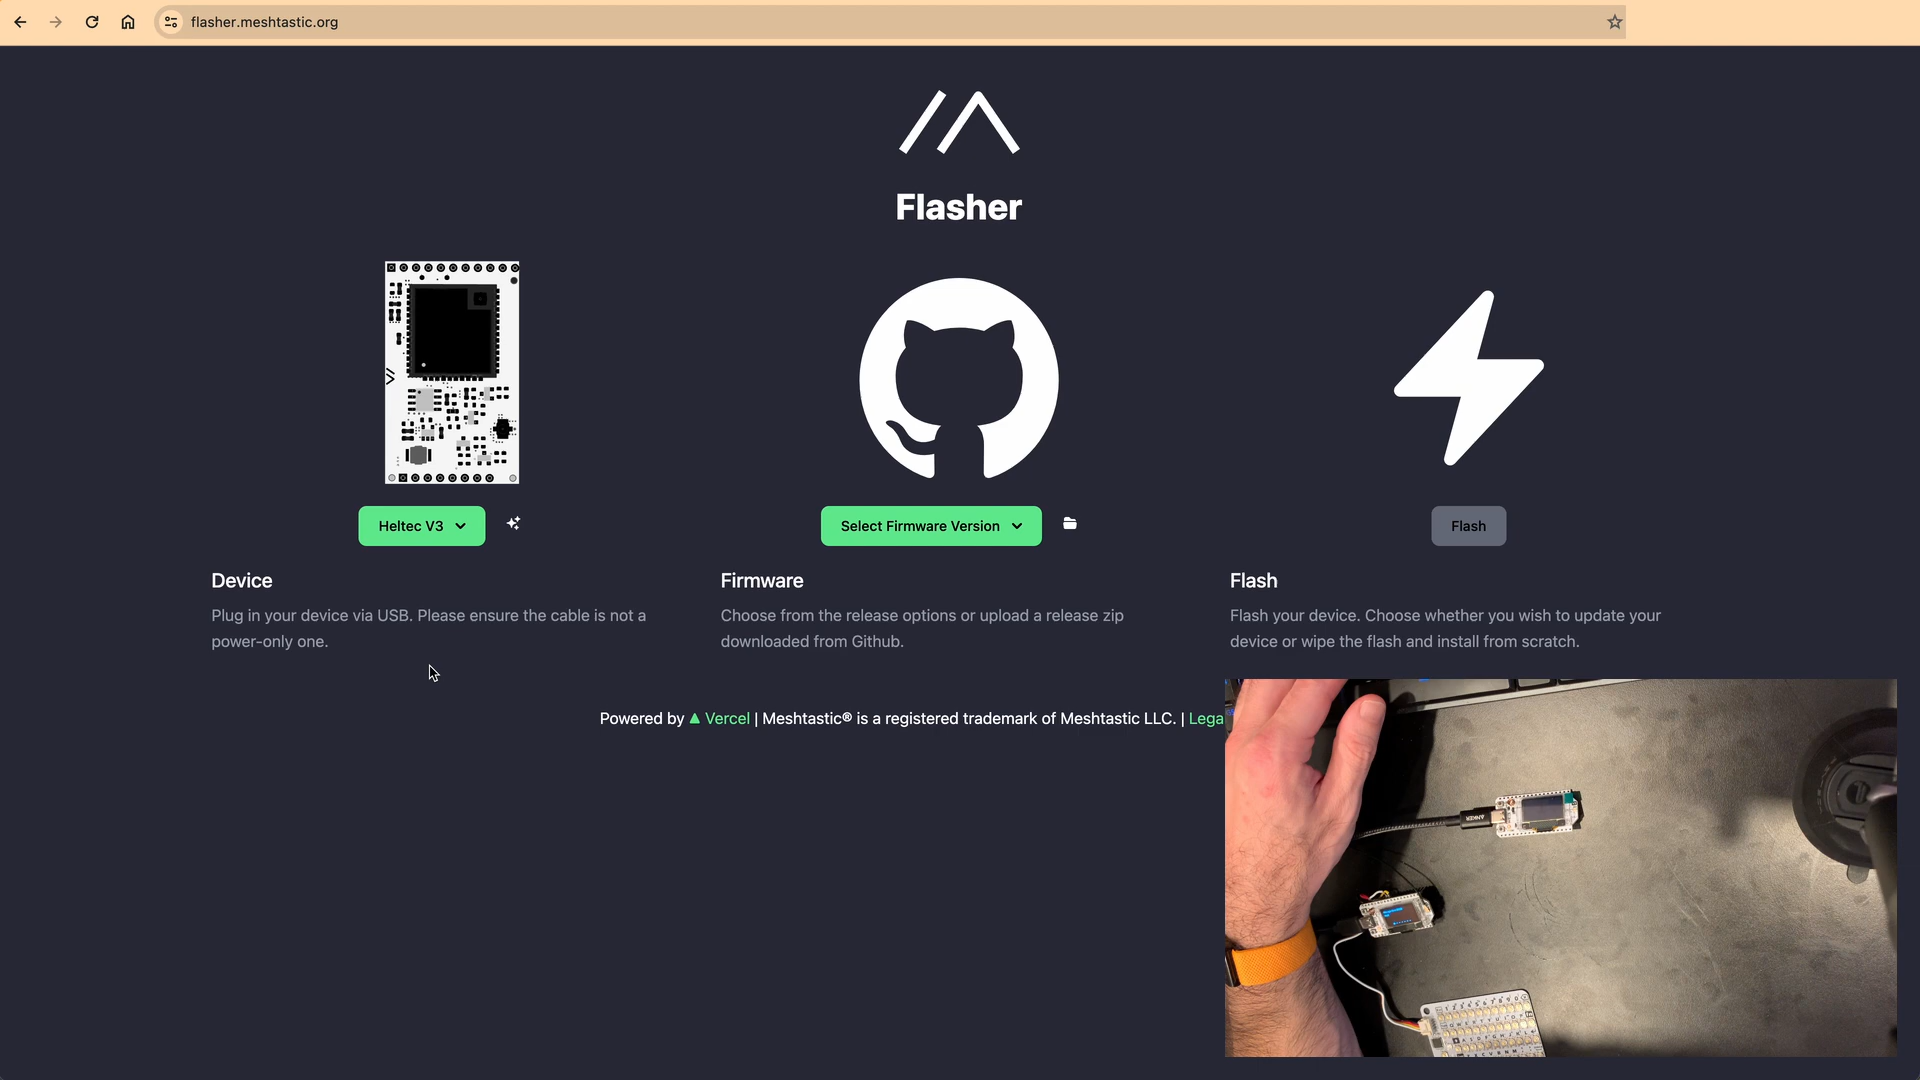 flasher.meshtastic.org
Flasher
Heltec V3
Select Firmware Version
Flash
Device
Plug in your device via USB. Please ensure the cable is not a
power-only one.
Firmware
Choose from the release options or upload a release zip
downloaded from Github.
Flash
Flash your device. Choose whether you wish to update your
device or wipe the flash and install from scratch.
Powered by ▲ Vercel | Meshtastic® is a registered trademark of Meshtastic LLC. | Lega
ANKER